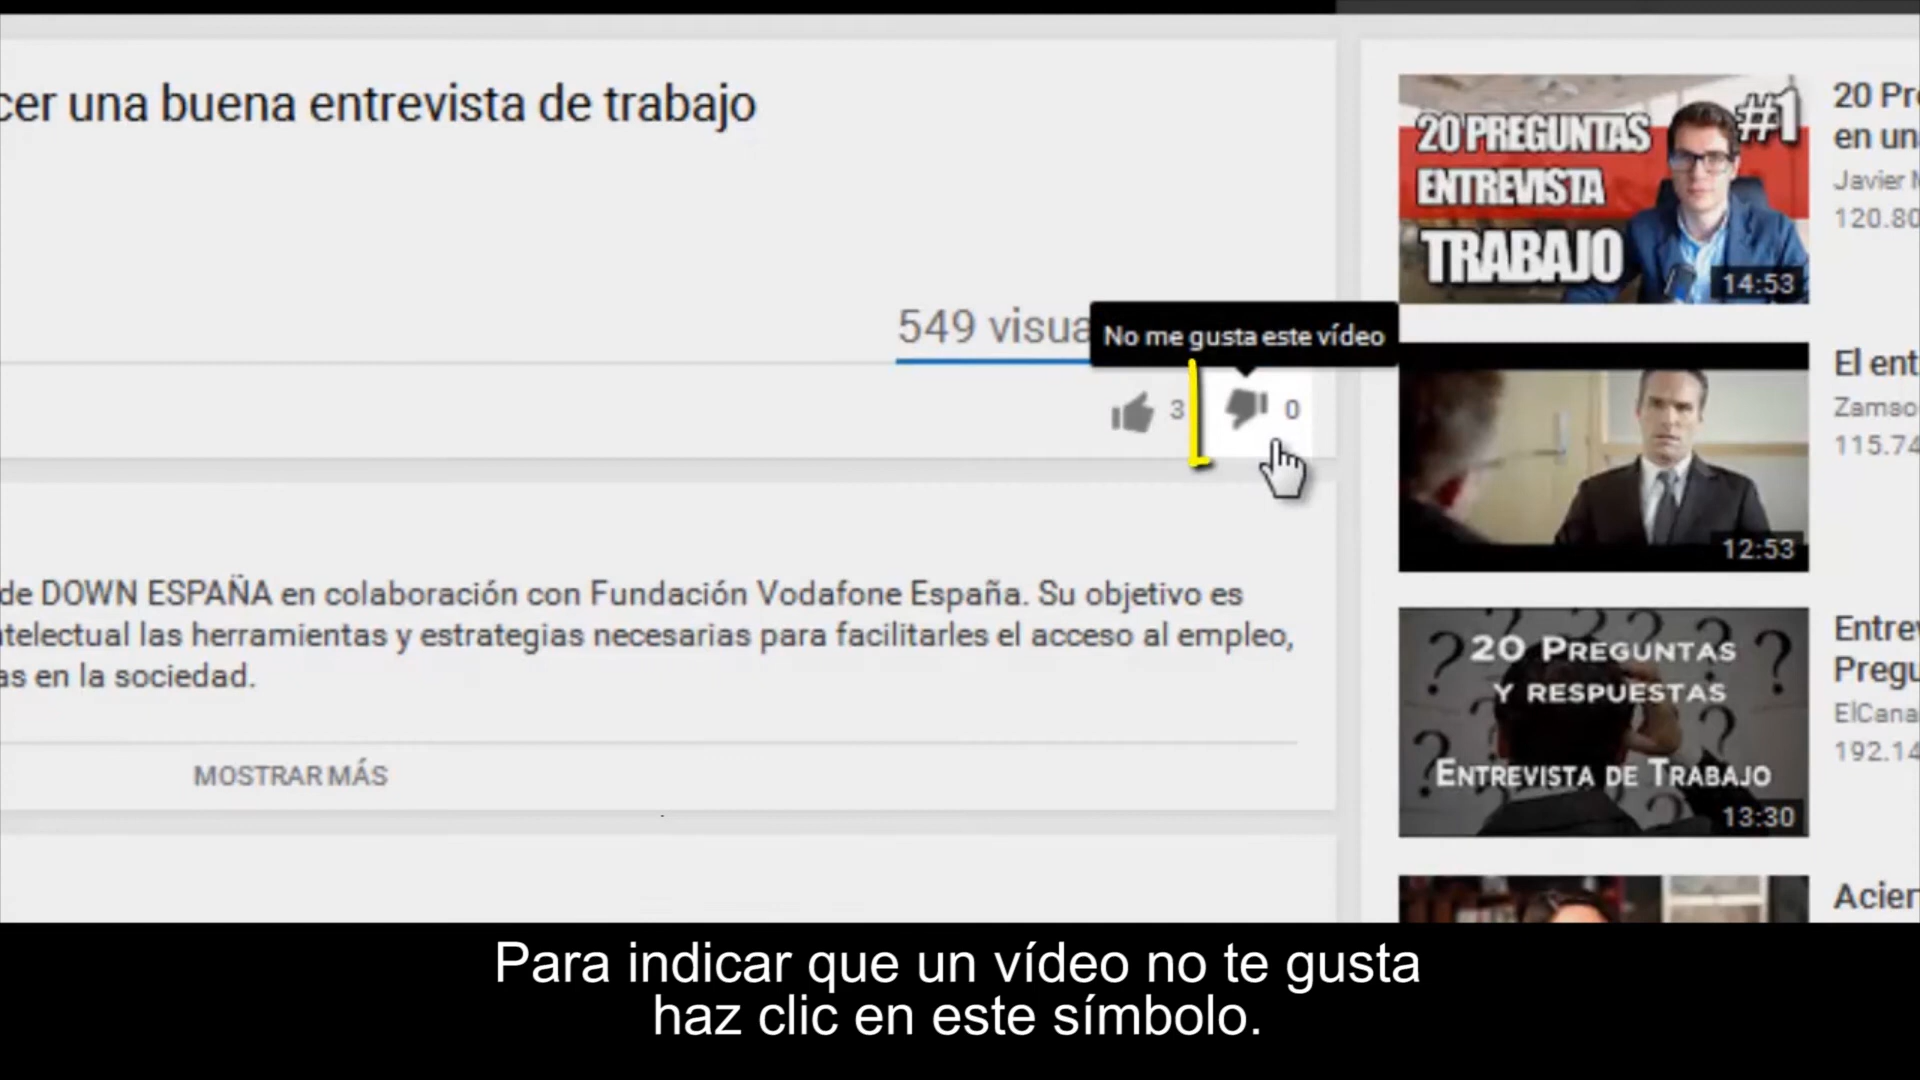 cer una buena entrevista de trabajo
549 visua
No me gusta este vídeo
3
0
de DOWN ESPAÑA en colaboración con Fundación Vodafone España. Su objetivo es
ntelectual las herramientas y estrategias necesarias para facilitarles el acceso al empleo,
as en la sociedad.
MOSTRAR MÁS
20 PREGUNTAS
#1
ENTREVISTA
TRABAJO
14:53
20 Pre
en un
Javier M
120.80
12:53
El ent
Zamso
115.74
20 PREGUNTAS
Y RESPUESTAS
ENTREVISTA DE TRABAJO
13:30
Entrev
Pregu
ElCana
192.14
Acier
Para indicar que un vídeo no te gusta
haz clic en este símbolo.